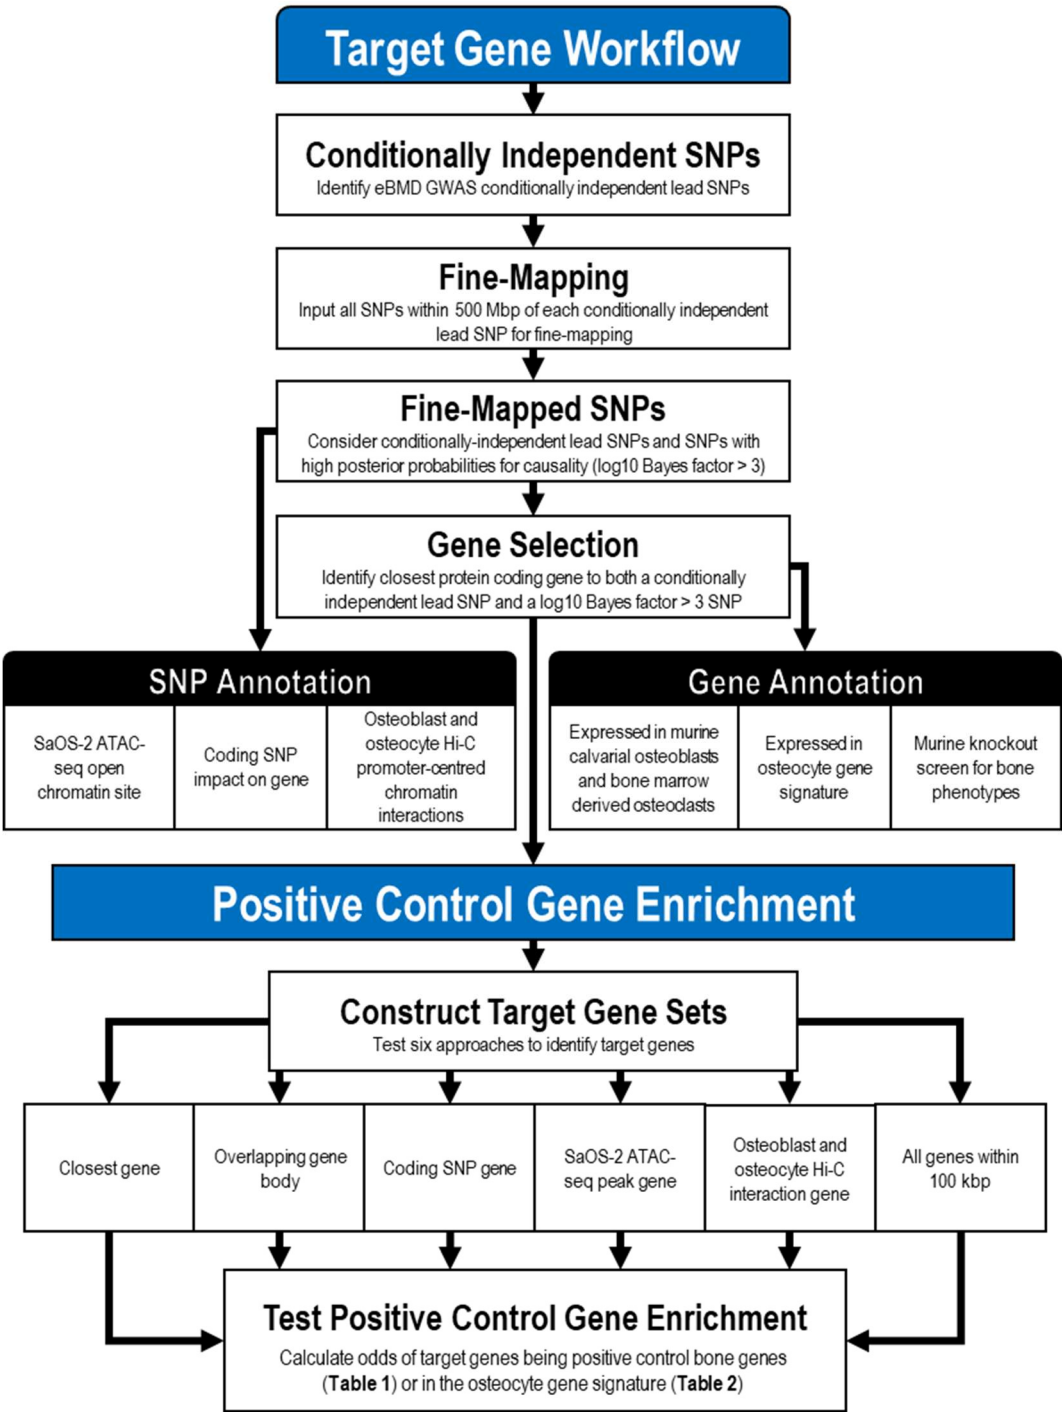 Target Gene Workflow
Conditionally Independent SNPs
Identify eBMD GWAS conditionally independent lead SNPs
Fine-Mapping
Input all SNPs within 500 Mbp of each conditionally independent
lead SNP for fine-mapping
Fine-Mapped SNPs
Consider conditionally-independent lead SNPs and SNPs with
high posterior probabilities for causality (log10 Bayes factor > 3)
Gene Selection
Identify closest protein coding gene to both a conditionally
independent lead SNP and a log10 Bayes factor > 3 SNP
SNP Annotation
SaOS-2 ATAC-
seq open
chromatin site
Coding SNP
impact on gene
Osteoblast and
osteocyte Hi-C
promoter-centred
chromatin
interactions
Gene Annotation
Expressed in murine
calvarial osteoblasts
and bone marrow
derived osteoclasts
Expressed in
osteocyte gene
signature
Murine knockout
screen for bone
phenotypes
Positive Control Gene Enrichment
Construct Target Gene Sets
Test six approaches to identify target genes
Closest gene
Overlapping gene
body
Coding SNP gene
SaOS-2 ATAC-
seq peak gene
Osteoblast and
osteocyte Hi-C
interaction gene
All genes within
100 kbp
Test Positive Control Gene Enrichment
Calculate odds of target genes being positive control bone genes
(Table 1) or in the osteocyte gene signature (Table 2)